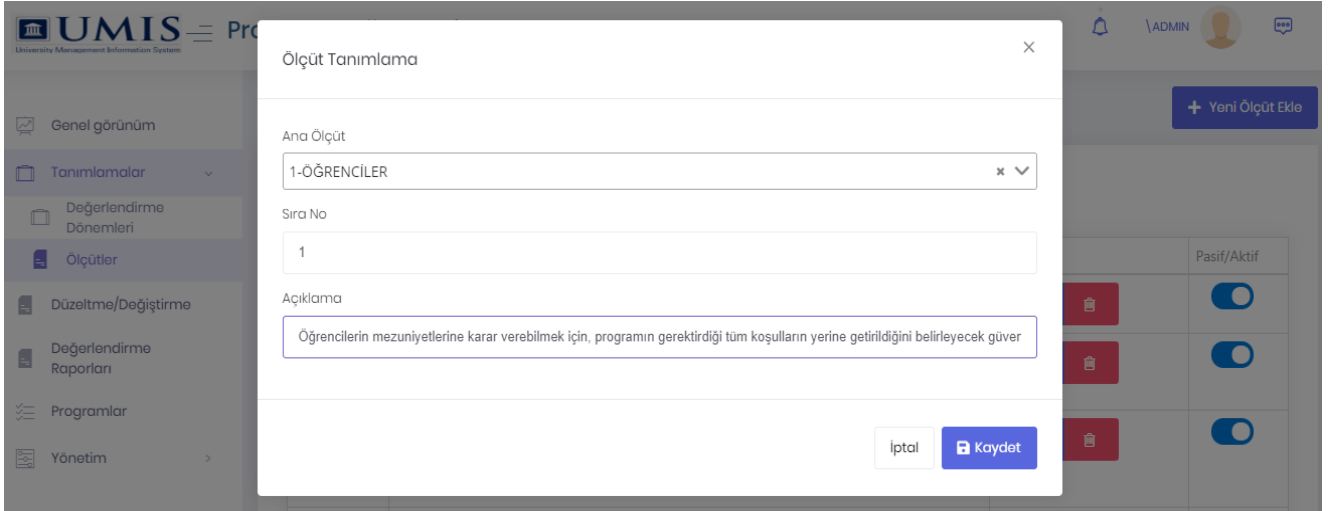 UMIS
University Management Information System
\ADMIN
Yeni Ölçüt Ekle
Genel görünüm
Tanımlamalar
Değerlendirme
Dönemleri
Ölçütler
Düzeltme/Değiştirme
Değerlendirme
Raporları
Programlar
Yönetim
Ölçüt Tanımlama
Ana Ölçüt
1-ÖĞRENCİLER
Sıra No
1
Açıklama
Öğrencilerin mezuniyetlerine karar verebilmek için, programın gerektirdiği tüm koşulların yerine getirildiğini belirleyecek güver
İptal
Kaydet
Pasif/Aktif